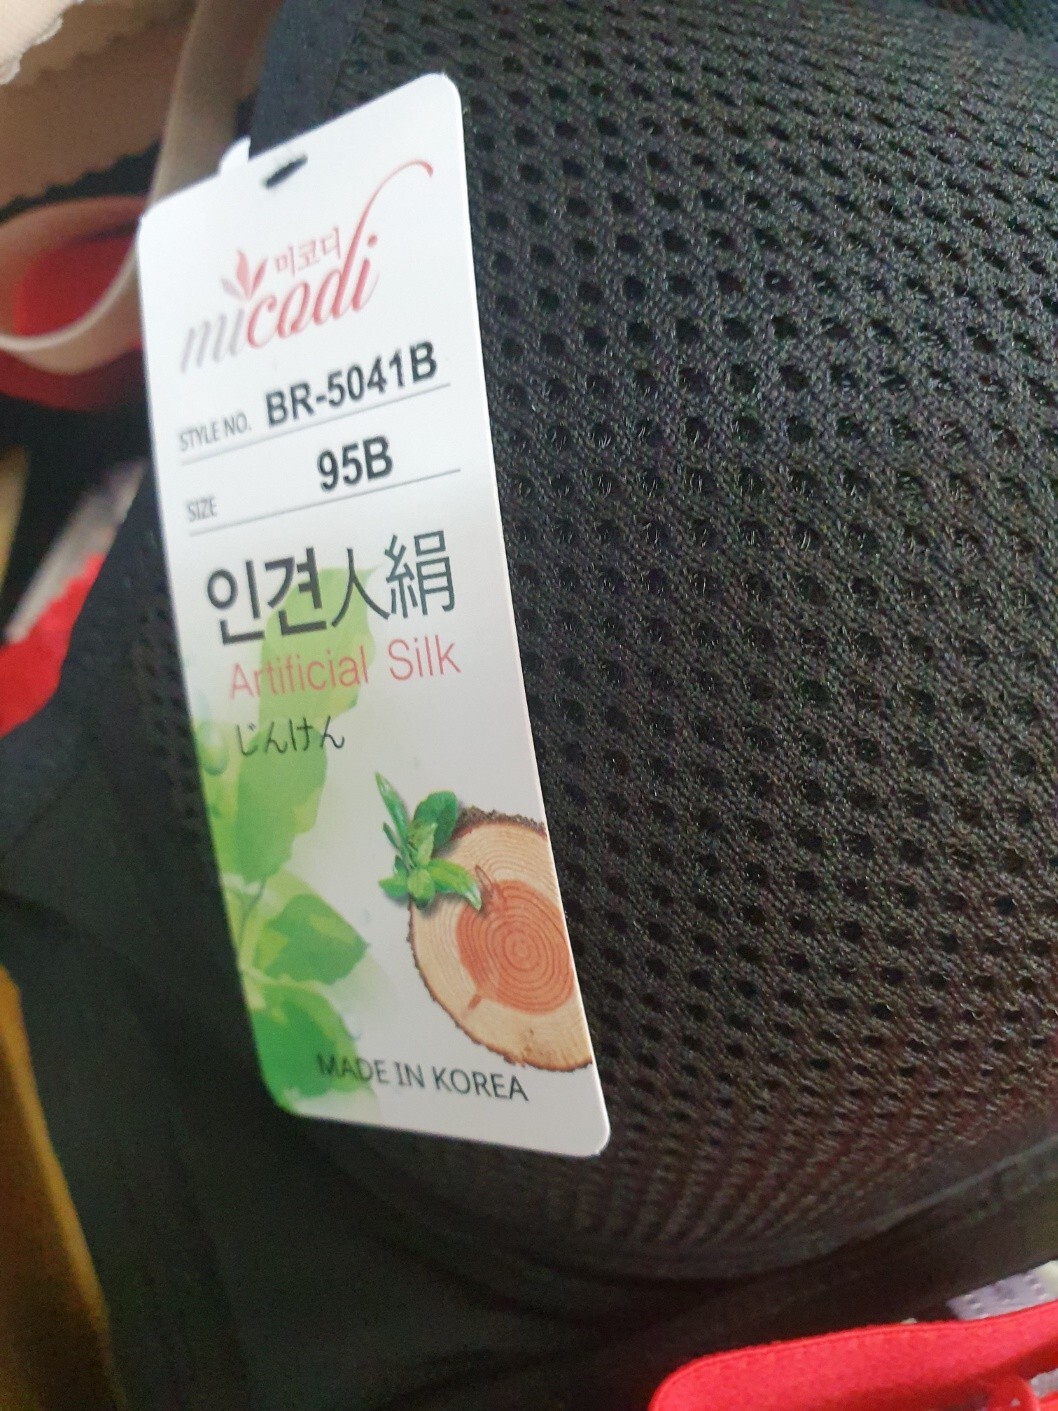 미코디
micodi
STYLE NO. BR-5041B
SIZE 95B
인견人絹
Artificial Silk
じんけん
MADE IN KOREA